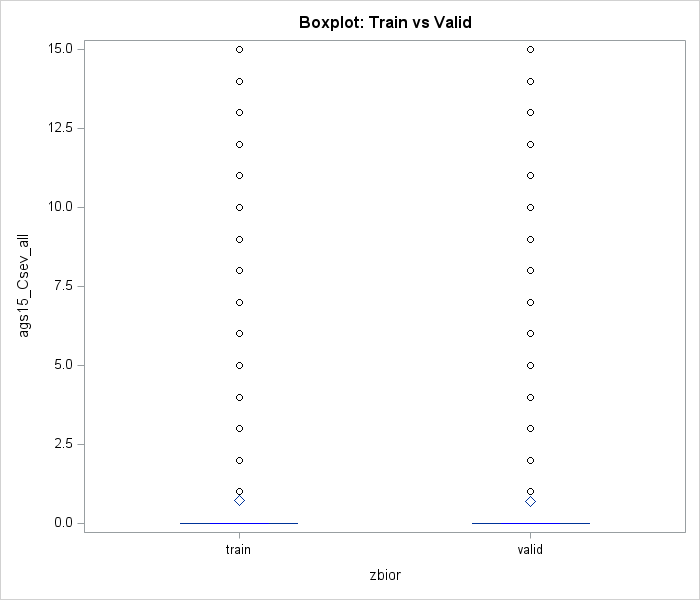 Boxplot: Train vs Valid
15.0
12.5
10.0
7.5
5.0
2.5
0.0
ags15_Csev_all
train
valid
zbior